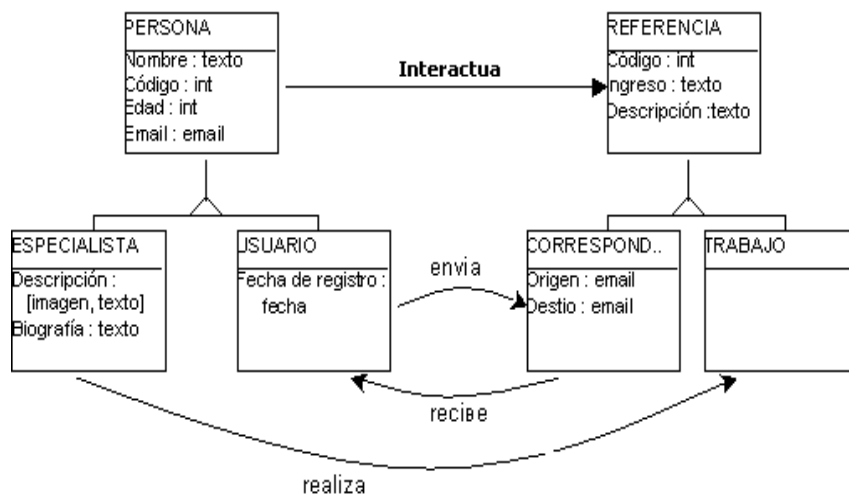 PERSONA
Nombre : texto
Código : int
Edad : int
Email : email
Interactua
REFERENCIA
Código : int
Ingreso : texto
Descripción :texto
ESPECIALISTA
Descripción :
[imagen, texto]
Biografía : texto
USUARIO
Fecha de registro :
fecha
envia
CORRESPOND..
Origen : email
Destio : email
TRABAJO
recibe
realiza